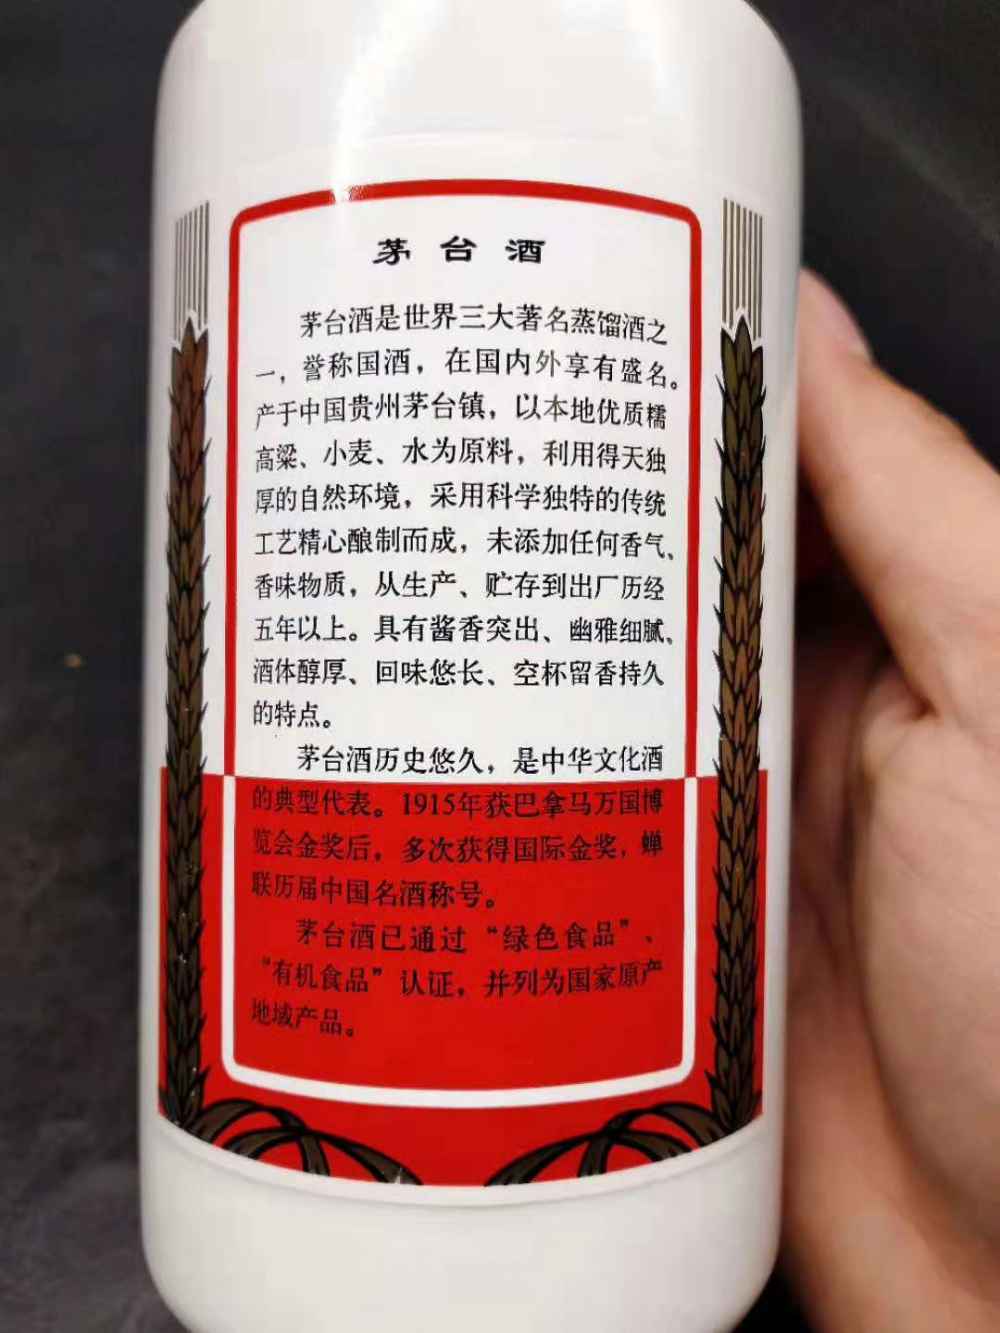 茅台酒
茅台酒是世界三大著名蒸馏酒之
一，誉称国酒，在国内外享有盛名。
产于中国贵州茅台镇，以本地优质糯
高粱、小麦、水为原料，利用得天独
厚的自然环境，采用科学独特的传统
工艺精心酿制而成，未添加任何香气、
香味物质，从生产、贮存到出厂历经
五年以上。具有酱香突出、幽雅细腻、
酒体醇厚、回味悠长、空杯留香持久
的特点。
茅台酒历史悠久，是中华文化酒
的典型代表。1915年获巴拿马万国博
览会金奖后，多次获得国际金奖，蝉
联历届中国名酒称号。
茅台酒已通过“绿色食品”、
“有机食品”认证，并列为国家原产
地域产品。